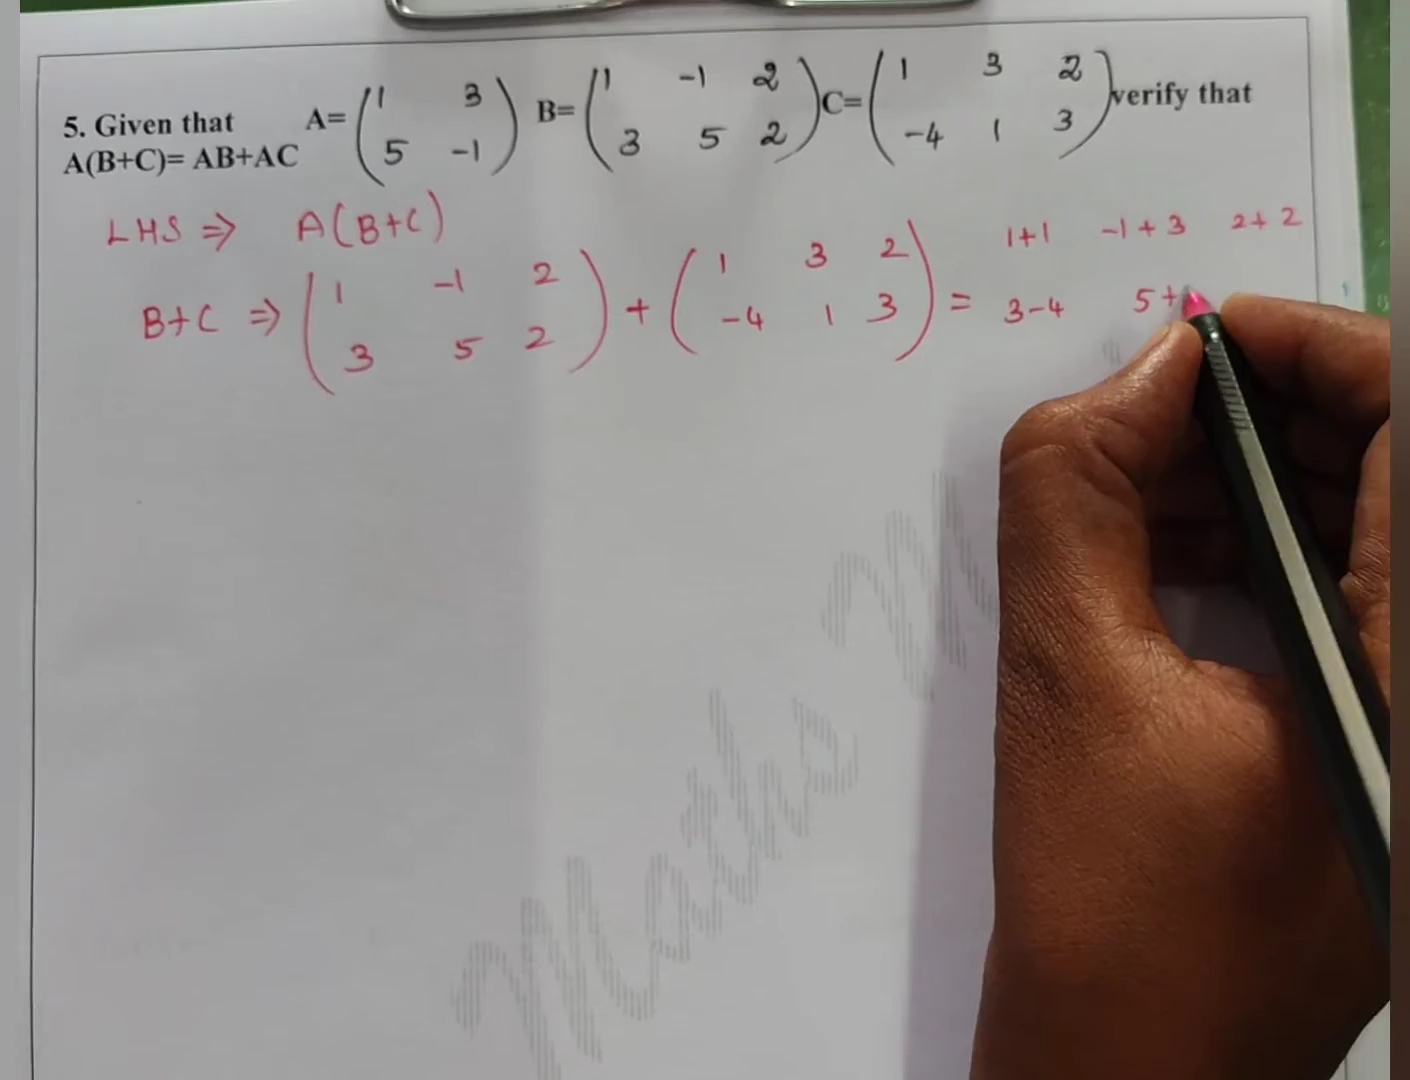 5. Given that A= (1 3 B= (1 -1 2 C= (1 3 2 verify that
5 -1) 3 5 2) -4 1 3)
A(B+C)= AB+AC
LHS ⇒ A(B+C)
B+C ⇒ (1 -1 2 + (1 3 2 = 1+1 -1+3 2+2
3 5 2) -4 1 3) 3-4 5+
Maths